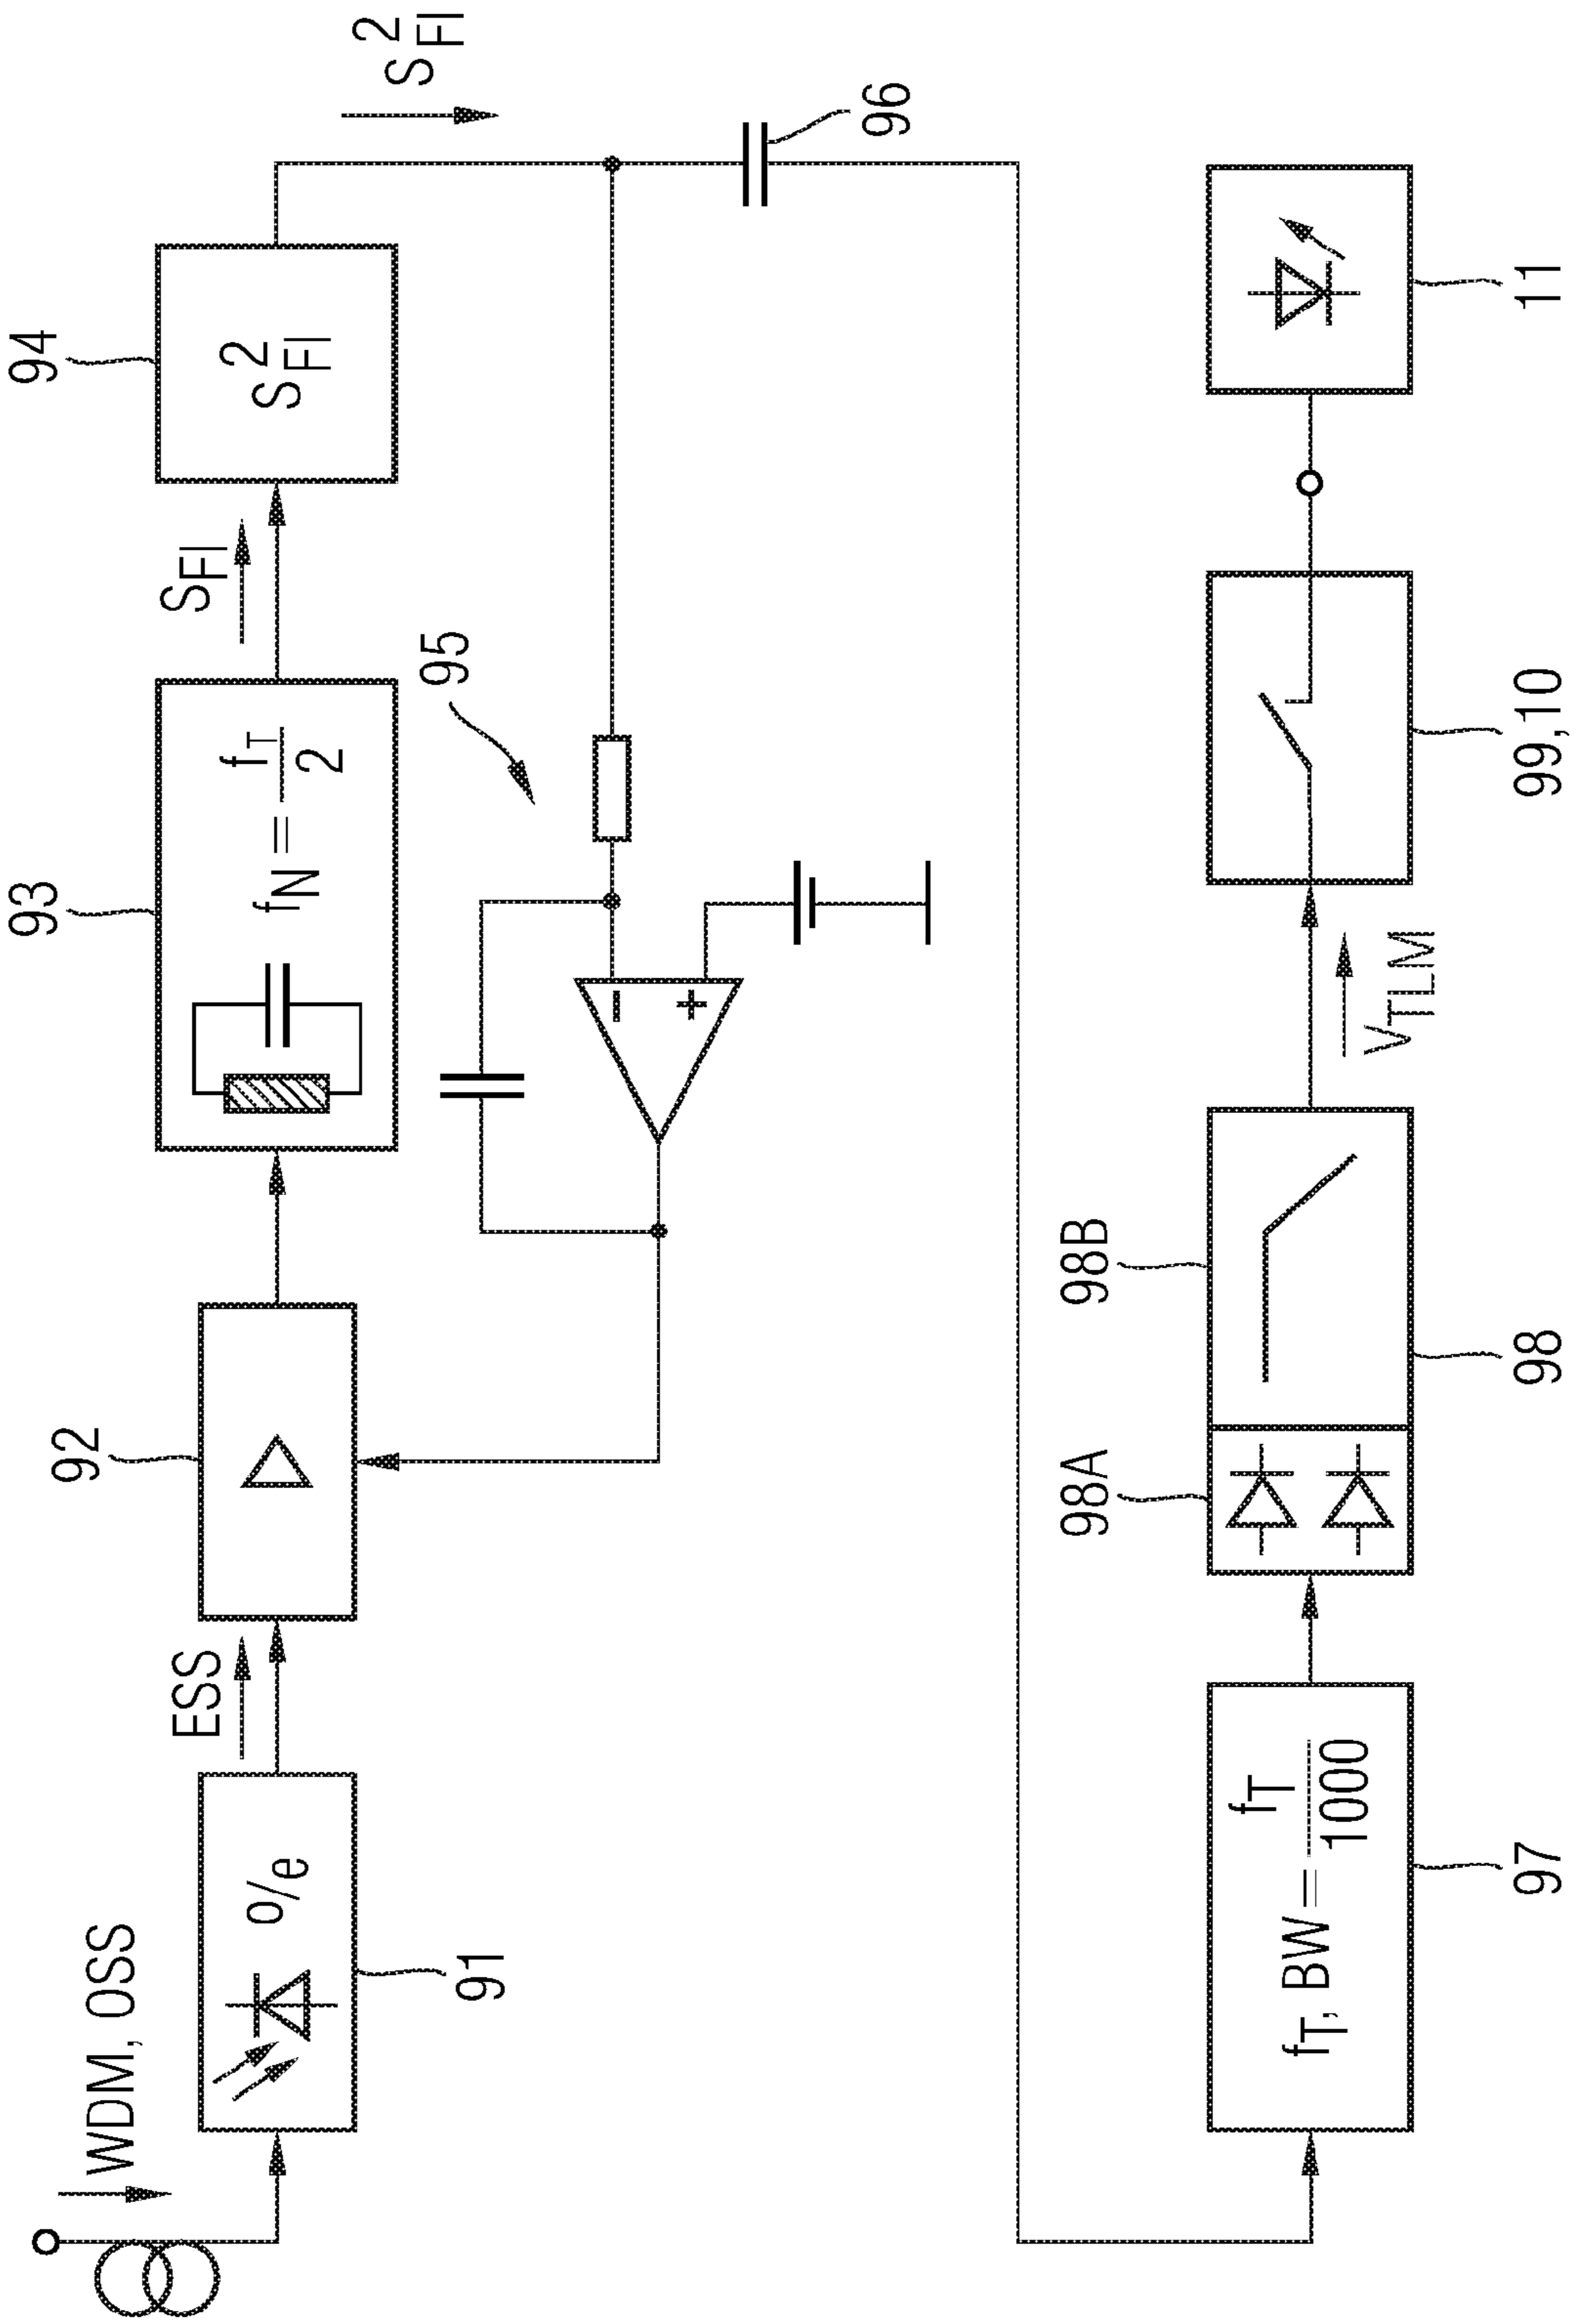 WDM, OSS
91
o/e
ESS
92
93
f_N = f_T / 2
S_FI
94
S²_FI
S²_FI
95
−
+
96
97
f_T, BW = f_T / 1000
98A
98B
98
V_TLM
99,10
11